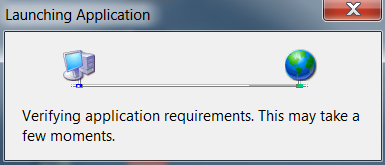 Launching Application
Verifying application requirements. This may take a
few moments.